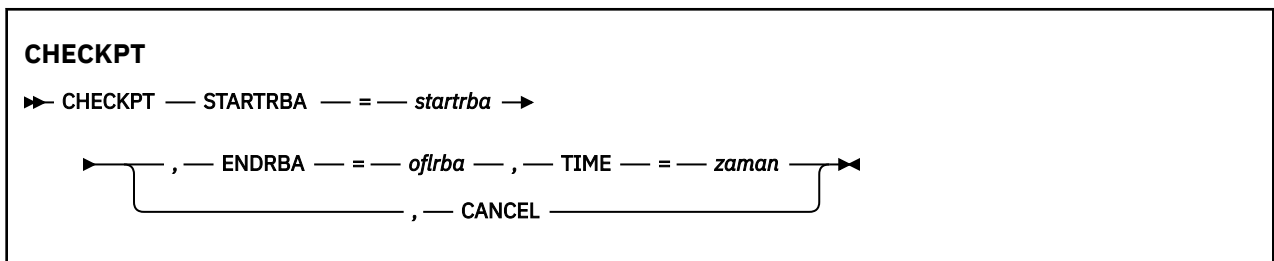 CHECKPT
CHECKPT STARTRBA = startrba
, ENDRBA = oflrba , TIME = zaman
, CANCEL